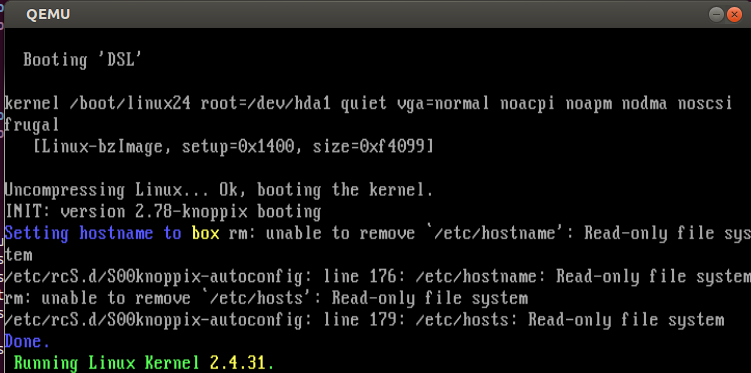 QEMU
Booting 'DSL'
kernel /boot/linux24 root=/dev/hda1 quiet vga=normal noacpi noapm nodma noscsi
frugal
[Linux-bzImage, setup=0x1400, size=0xf4099]
Uncompressing Linux... Ok, booting the kernel.
INIT: version 2.78-knoppix booting
Setting hostname to box rm: unable to remove `/etc/hostname': Read-only file sys
tem
/etc/rcS.d/S00knoppix-autoconfig: line 176: /etc/hostname: Read-only file system
rm: unable to remove `/etc/hosts': Read-only file system
/etc/rcS.d/S00knoppix-autoconfig: line 179: /etc/hosts: Read-only file system
Done.
Running Linux Kernel 2.4.31.